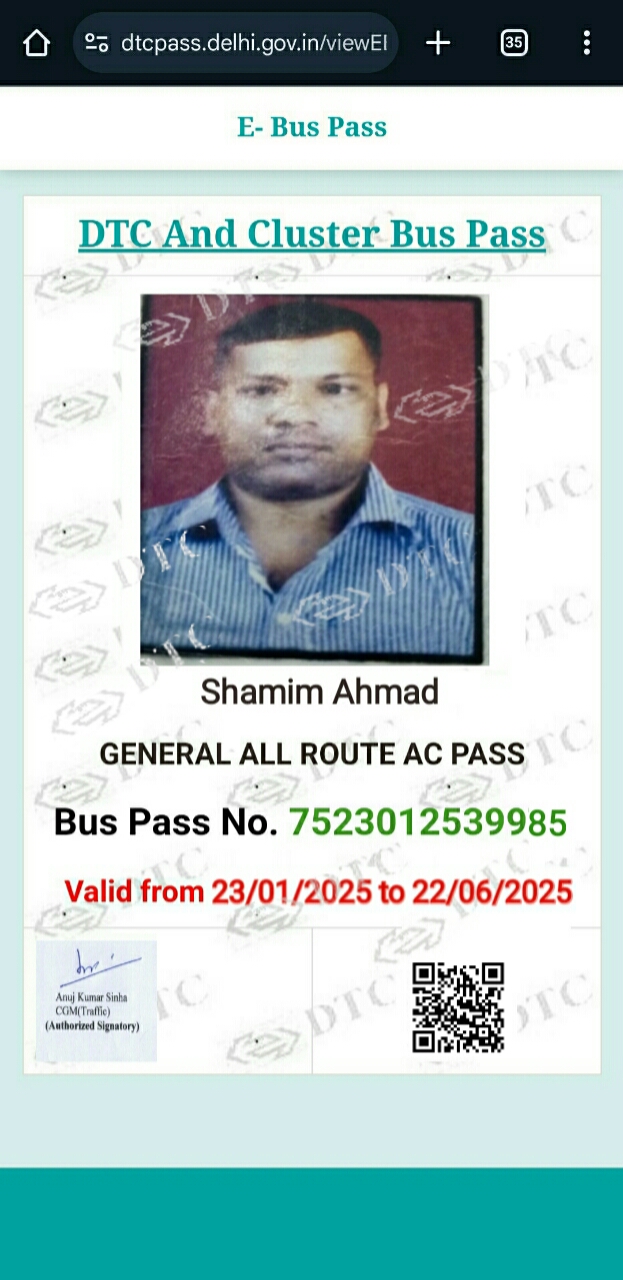 dtcpass.delhi.gov.in/viewEl
35
E- Bus Pass
DTC And Cluster Bus Pass
Shamim Ahmad
GENERAL ALL ROUTE AC PASS
Bus Pass No. 7523012539985
Valid from 23/01/2025 to 22/06/2025
Anuj Kumar Sinha
CGM(Traffic)
(Authorized Signatory)
DTC